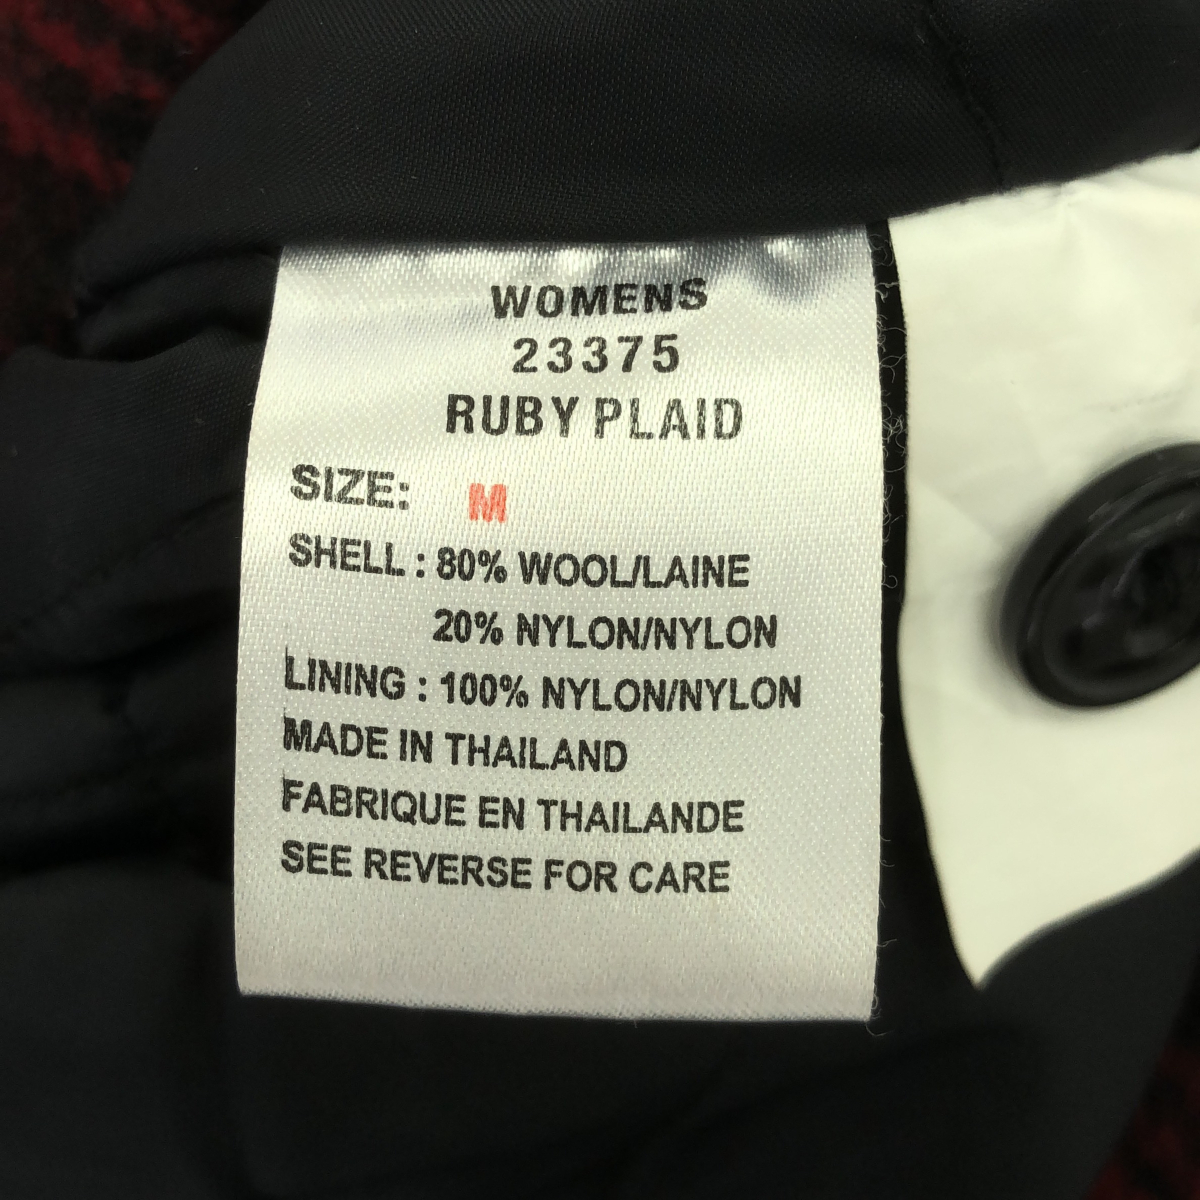 WOMENS
23375
RUBY PLAID
SIZE: M
SHELL : 80% WOOL/LAINE
20% NYLON/NYLON
LINING : 100% NYLON/NYLON
MADE IN THAILAND
FABRIQUE EN THAILANDE
SEE REVERSE FOR CARE